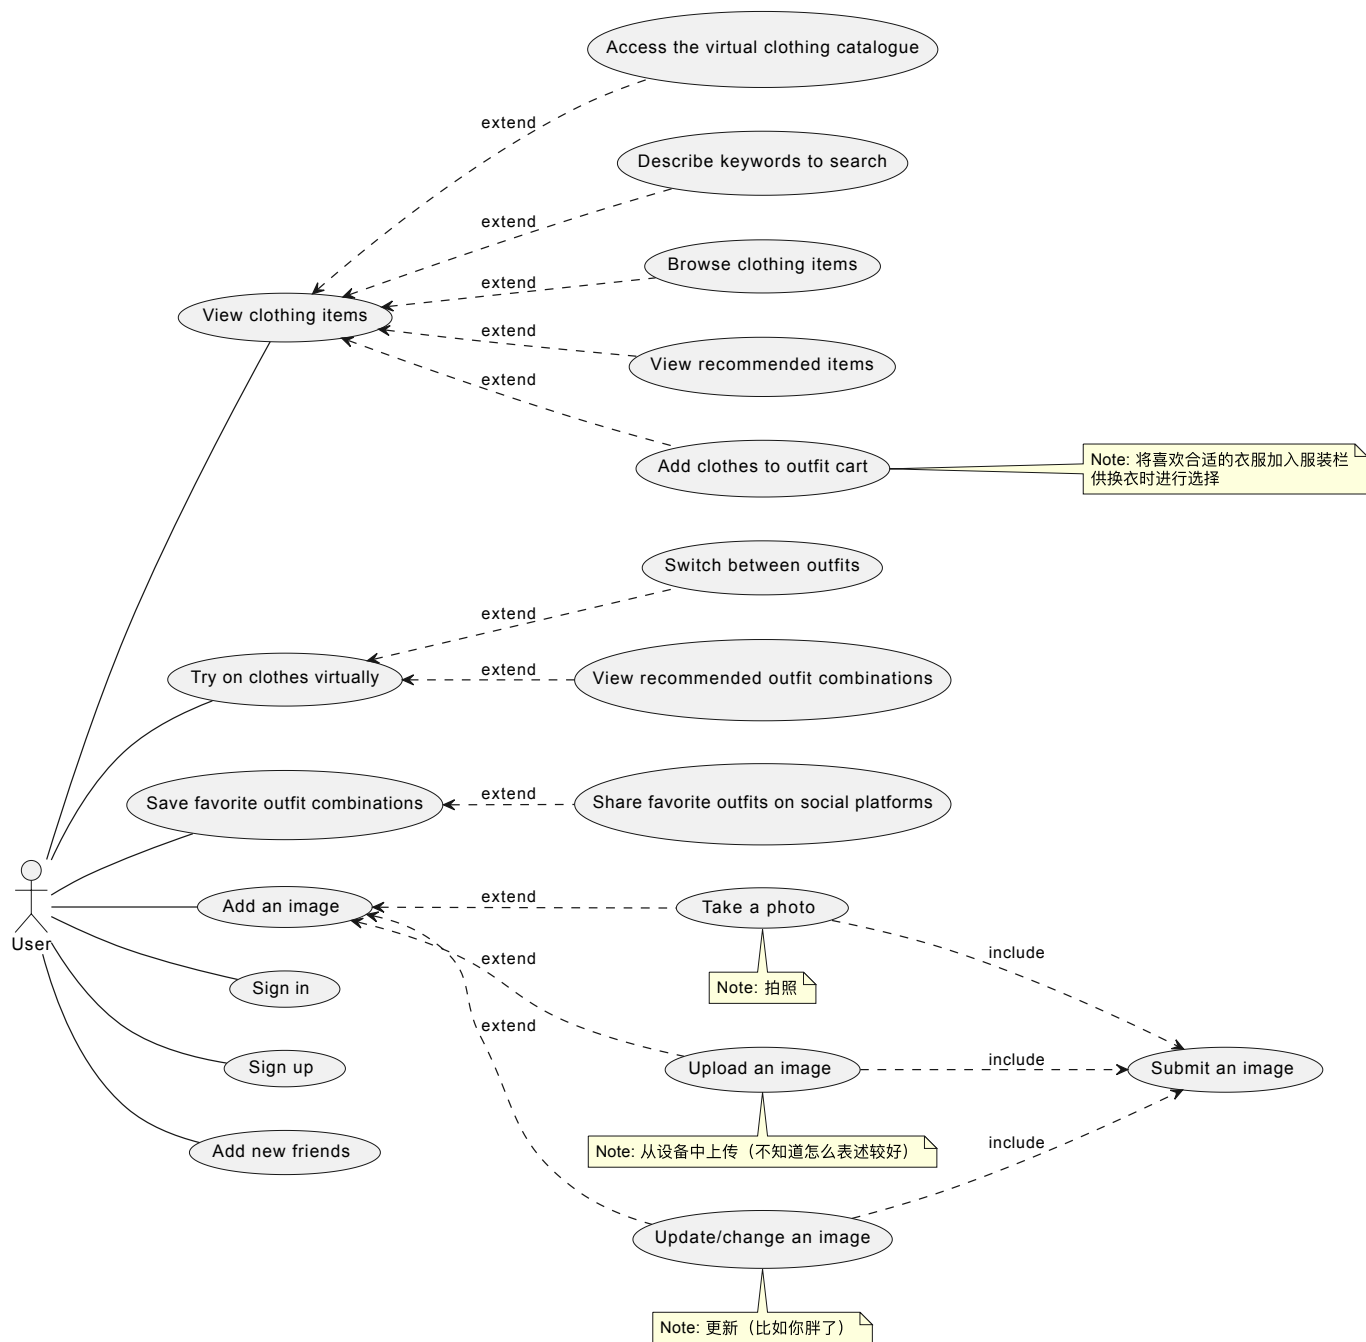 Access the virtual clothing catalogue
extend
Describe keywords to search
extend
Browse clothing items
extend
View clothing items
extend
View recommended items
extend
Add clothes to outfit cart
Note: 将喜欢合适的衣服加入服装栏
供换衣时进行选择
Switch between outfits
extend
Try on clothes virtually
extend
View recommended outfit combinations
Save favorite outfit combinations
extend
Share favorite outfits on social platforms
User
Add an image
extend
Take a photo
include
Note: 拍照
extend
Sign in
extend
Sign up
Upload an image
include
Submit an image
Note: 从设备中上传（不知道怎么表述较好）
include
Add new friends
Update/change an image
Note: 更新（比如你胖了）